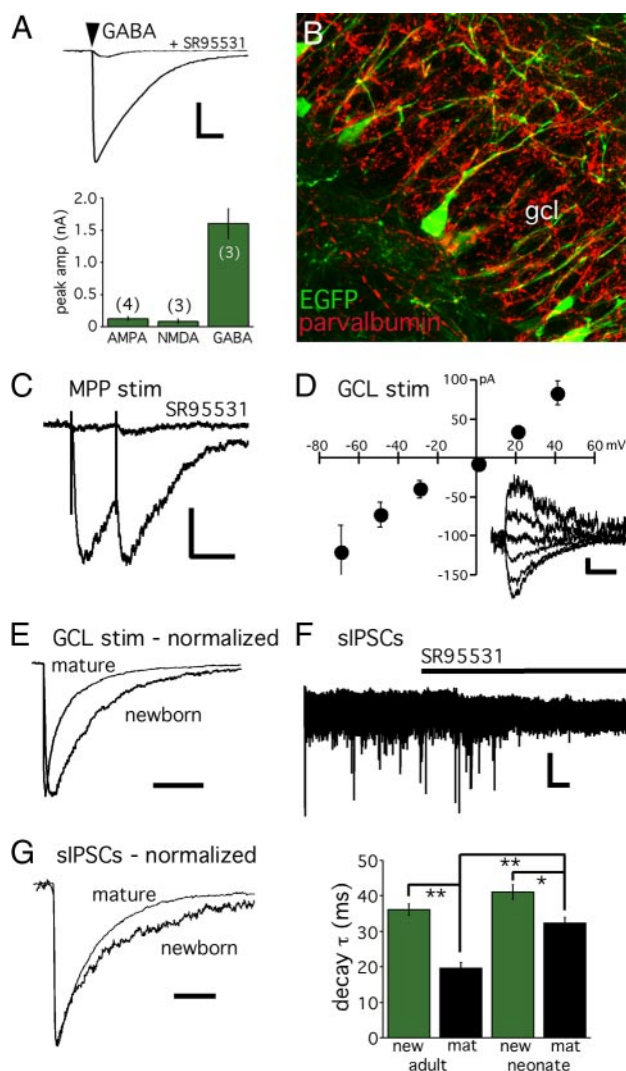 A
GABA
+ SR95531
peak amp (nA)
2.0
1.5
1.0
0.5
0
(4)
(3)
(3)
AMPA NMDA GABA
B
gcl
EGFP
parvalbumin
C MPP stim
SR95531
D GCL stim
100
pA
50
-80 -60 -40 -20 20 40 60 mV
-50
-100
-150
E GCL stim - normalized
mature
newborn
F sIPSCs
SR95531
G sIPSCs - normalized
mature
newborn
decay τ (ms)
50
40
30
20
10
0
**
**
*
new mat new mat
adult neonate